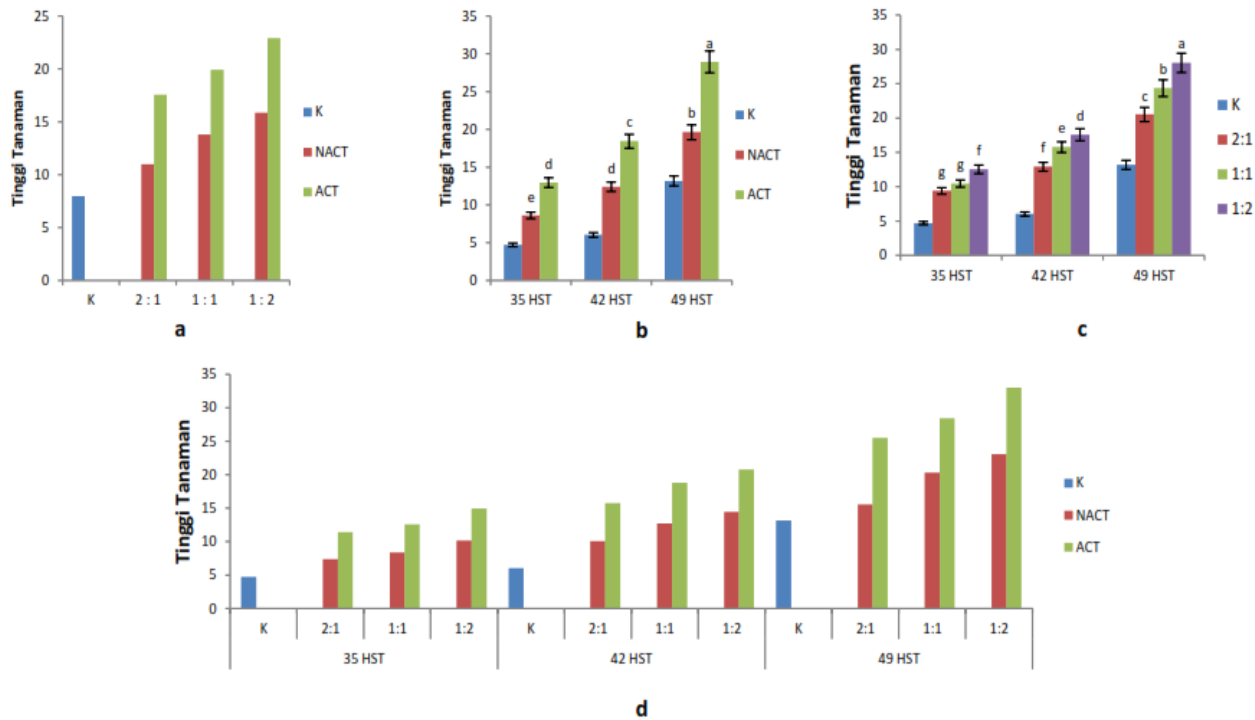 25
20
15
10
5
0
Tinggi Tanaman
K
2 : 1
1 : 1
1 : 2
K
NACT
ACT
a
35
30
25
20
15
10
5
0
Tinggi Tanaman
e
d
d
c
b
a
35 HST
42 HST
49 HST
K
NACT
ACT
b
35
30
25
20
15
10
5
0
Tinggi Tanaman
g
g
f
f
e
d
c
b
a
35 HST
42 HST
49 HST
K
2:1
1:1
1:2
c
35
30
25
20
15
10
5
0
Tinggi Tanaman
K
2:1
1:1
1:2
K
2:1
1:1
1:2
K
2:1
1:1
1:2
35 HST
42 HST
49 HST
K
NACT
ACT
d